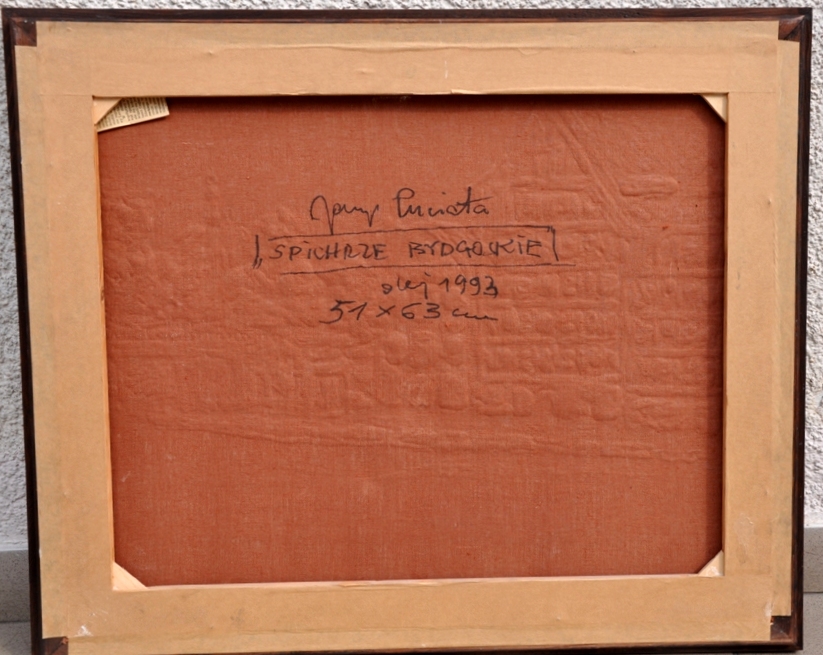 Jerzy Puciata
„SPICHRZE BYDGOSKIE"
olej 1993
51 x 63 cm